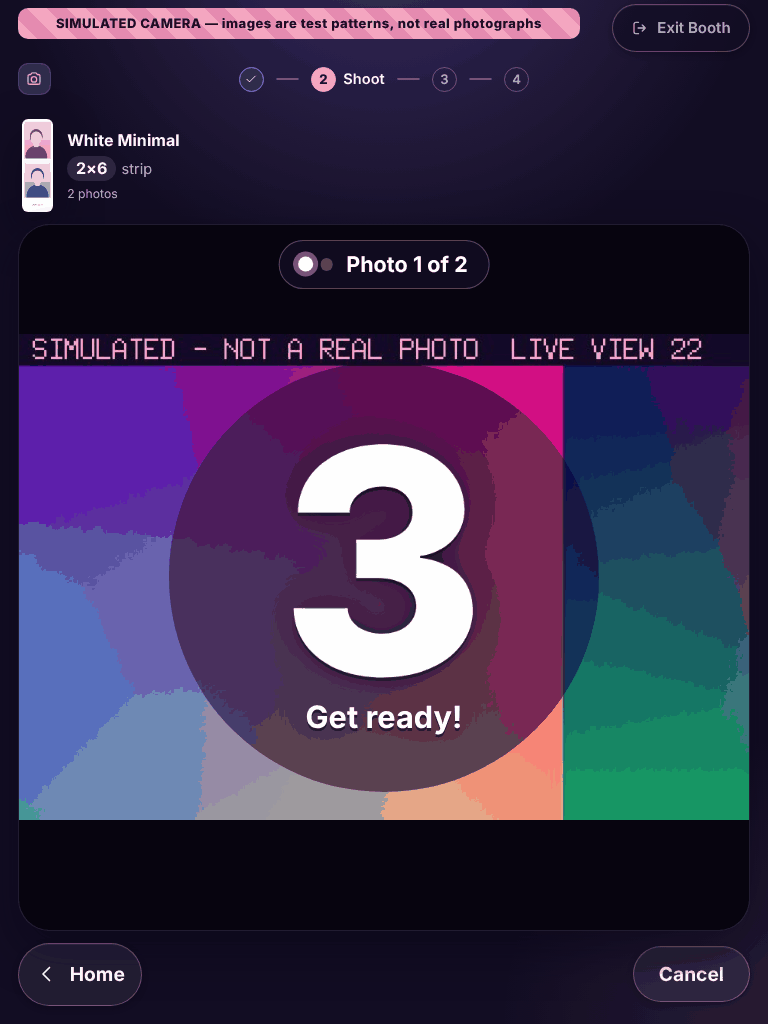 SIMULATED CAMERA — images are test patterns, not real photographs
Exit Booth
2 Shoot 3 4
White Minimal
2×6 strip
2 photos
Photo 1 of 2
SIMULATED - NOT A REAL PHOTO LIVE VIEW 22
3
Get ready!
Home
Cancel